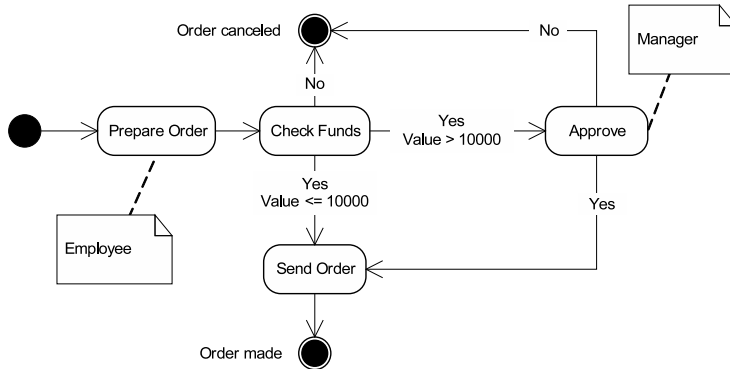 Order canceled
No
Manager
No
Prepare Order
Check Funds
Yes
Value > 10000
Approve
Yes
Value <= 10000
Yes
Employee
Send Order
Order made